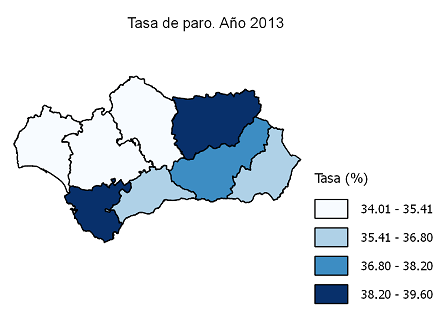 Tasa de paro. Año 2013
Tasa (%)
34.01 - 35.41
35.41 - 36.80
36.80 - 38.20
38.20 - 39.60